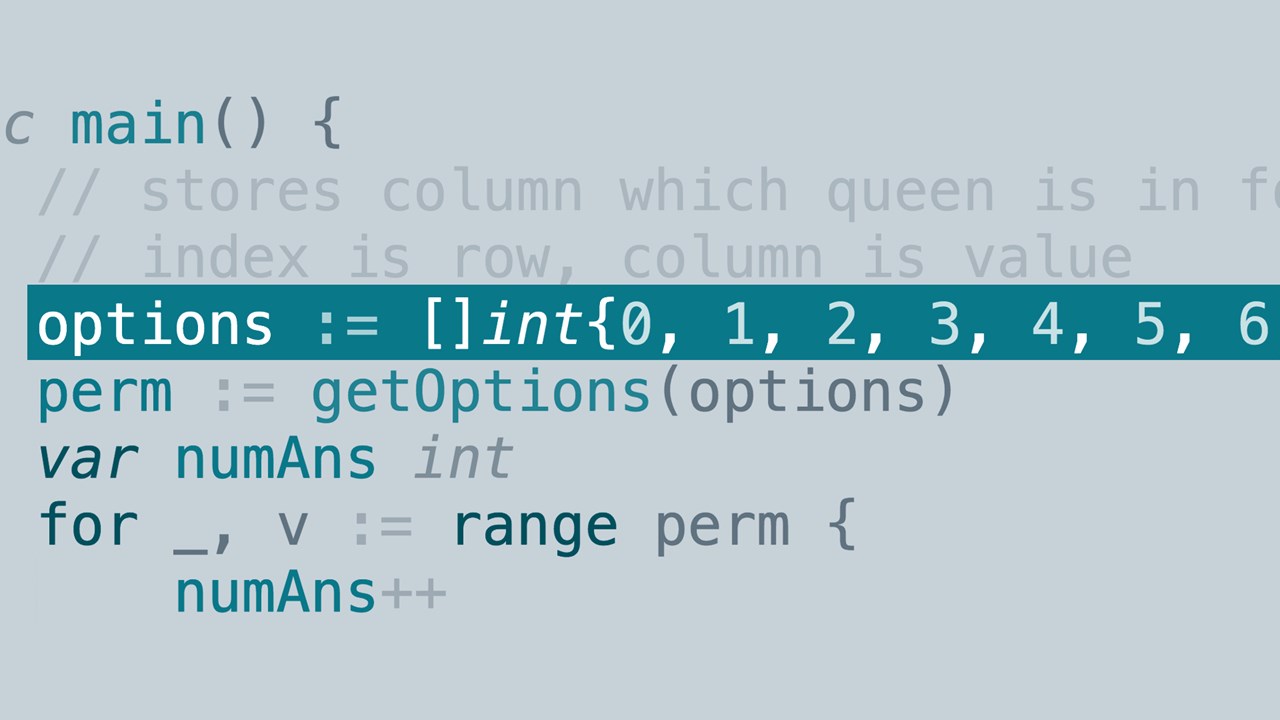 c main() {
// stores column which queen is in f
// index is row, column is value
options := []int{0, 1, 2, 3, 4, 5, 6
perm := getOptions(options)
var numAns int
for _, v := range perm {
numAns++